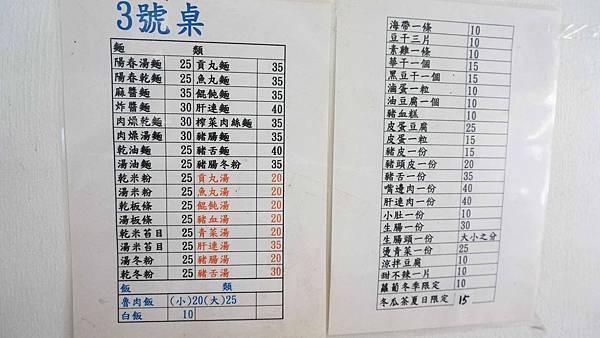 3號桌
麵 類
陽春湯麵 25 貢丸麵 35
陽春乾麵 25 魚丸麵 35
麻醬麵 35 餛飩麵 35
炸醬麵 30 肝連麵 40
肉燥乾麵 30 榨菜肉絲麵 35
肉燥湯麵 30 豬腸麵 35
乾油麵 25 豬舌麵 40
湯油麵 25 豬腸冬粉 35
乾米粉 25 貢丸湯 20
湯米粉 25 魚丸湯 20
乾板條 25 餛飩湯 20
湯板條 25 豬血湯 20
乾米苔目 25 青菜湯 20
湯米苔目 25 肝連湯 35
湯冬粉 25 豬腸湯 20
乾冬粉 25 豬舌湯 30
飯 類
魯肉飯 (小)20(大)25
白飯 10
海帶一條 10
豆干三片 10
素雞一條 10
華干一個 15
黑豆干一個 15
滷蛋一粒 10
油豆腐一個 10
豬血糕 10
皮蛋豆腐 25
皮蛋一粒 15
豬皮一份 15
豬頭皮一份 20
豬舌一份 35
嘴邊肉一份 40
肝連肉一份 40
小肚一份 10
生腸一份 30
生腸頭一份 大小之分
燙青菜一份 25
涼拌豆腐 10
甜不辣一片 10
蘿蔔冬季限定 10
冬瓜茶夏日限定 15